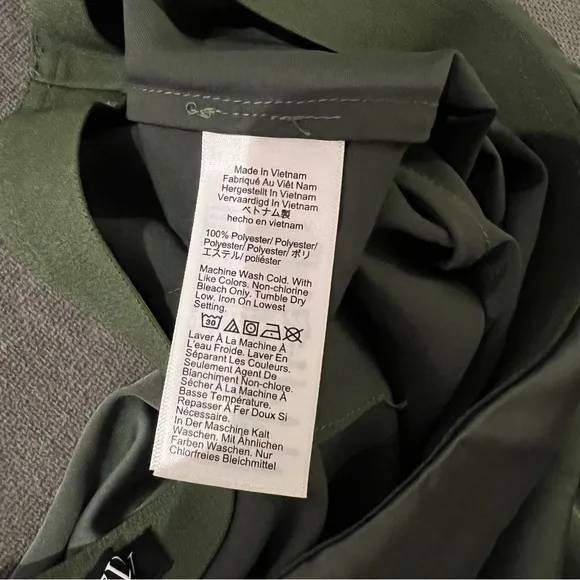 Made In Vietnam
Fabriqué Au Viêt Nam
Hergestellt In Vietnam
Vervaardigd In Vietnam
ベトナム製
hecho en vietnam
100% Polyester/ Polyester/
Polyester/ Polyester/ ポリ
エステル/ poliéster
Machine Wash Cold. With
Like Colors. Non-chlorine
Bleach Only. Tumble Dry
Low. Iron On Lowest
Setting.
30
Laver À La Machine À
L'eau Froide. Laver En
Séparant Les Couleurs.
Seulement Agent De
Blanchiment Non-chlore.
Sécher À La Machine À
Basse Température.
Repasser À Fer Doux Si
Nécessaire.
In Der Maschine Kalt
Waschen. Mit Ähnlichen
Farben Waschen. Nur
Chlorfreies Bleichmittel